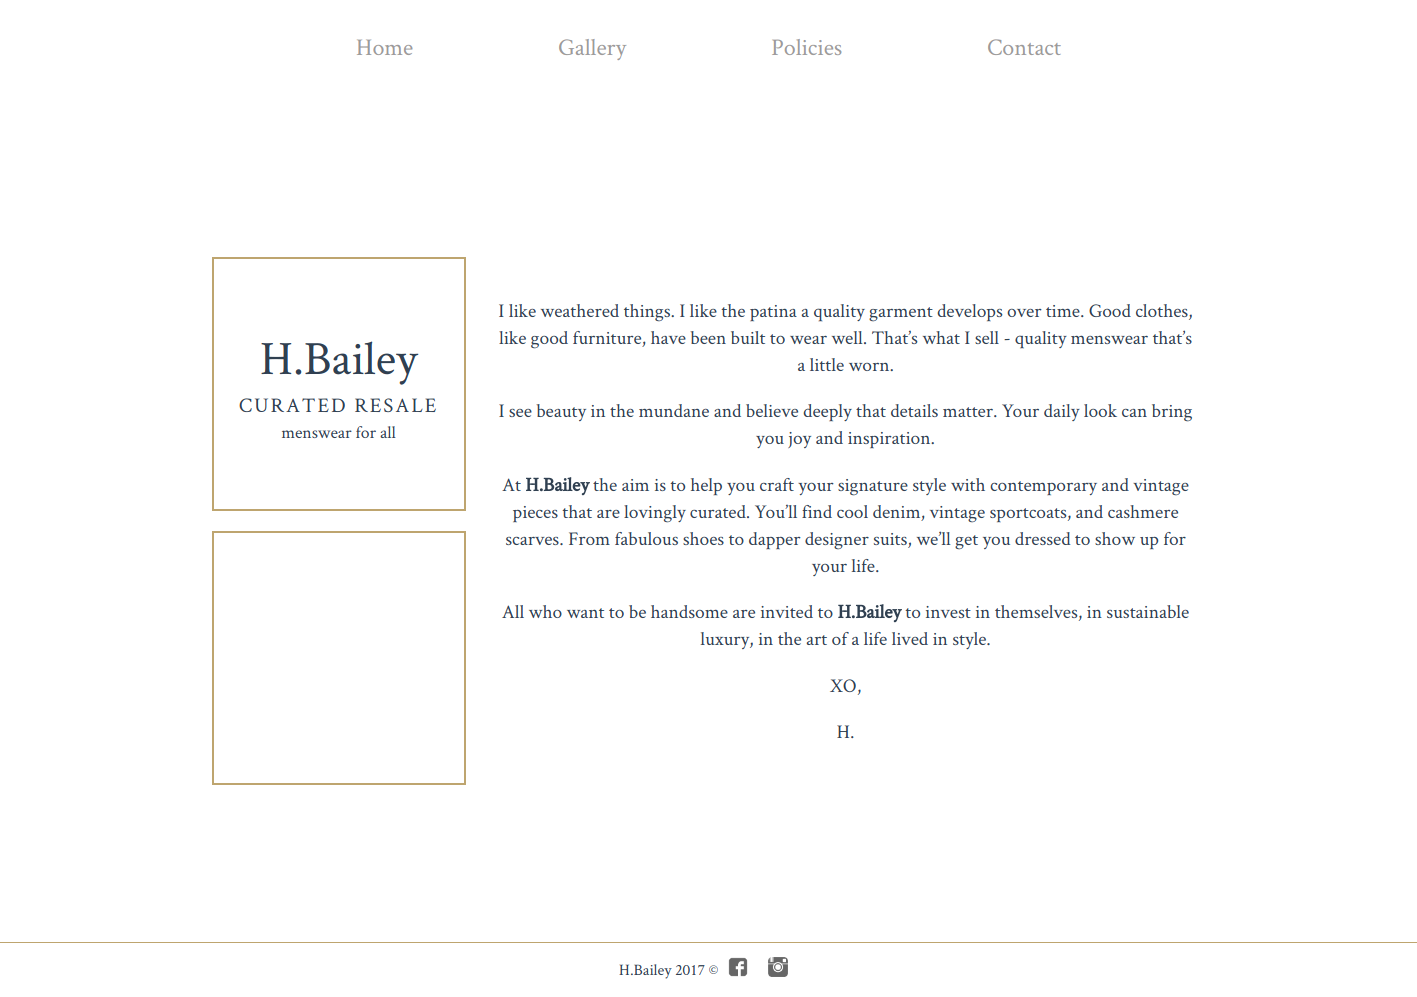 Home Gallery Policies Contact
H.Bailey
CURATED RESALE
menswear for all
I like weathered things. I like the patina a quality garment develops over time. Good clothes,
like good furniture, have been built to wear well. That’s what I sell - quality menswear that’s
a little worn.
I see beauty in the mundane and believe deeply that details matter. Your daily look can bring
you joy and inspiration.
At H.Bailey the aim is to help you craft your signature style with contemporary and vintage
pieces that are lovingly curated. You’ll find cool denim, vintage sportcoats, and cashmere
scarves. From fabulous shoes to dapper designer suits, we’ll get you dressed to show up for
your life.
All who want to be handsome are invited to H.Bailey to invest in themselves, in sustainable
luxury, in the art of a life lived in style.
XO,
H.
H.Bailey 2017 ©